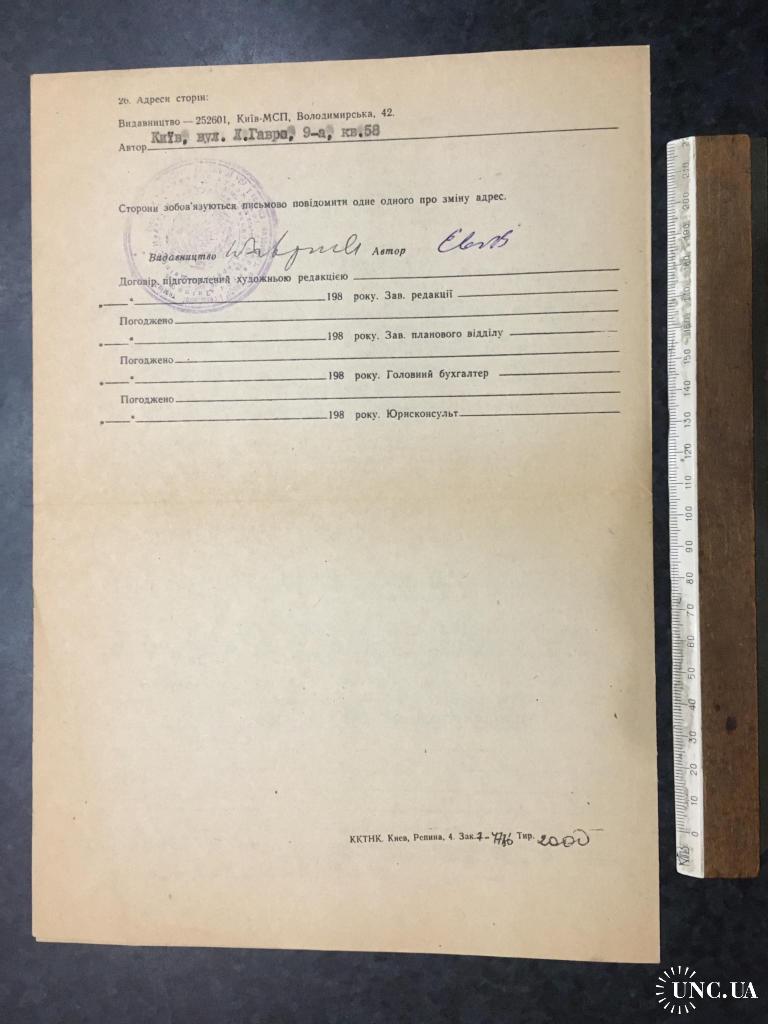 26. Адреси сторін:
Видавництво — 252601, Київ-МСП, Володимирська, 42.
Автор Київ, вул. Л.Гавро, 9-а, кв.58
Сторони зобов'язуються письмово повідомити одне одного про зміну адрес.
Видавництво Автор
Договір підготовлений художньою редакцією
„ “ 198 року. Зав. редакції
Погоджено
„ “ 198 року. Зав. планового відділу
Погоджено
„ “ 198 року. Головний бухгалтер
Погоджено
„ “ 198 року. Юрисконсульт
ККТНК. Киев, Репина, 4. Зак. Тир. 2000
UNC.UA